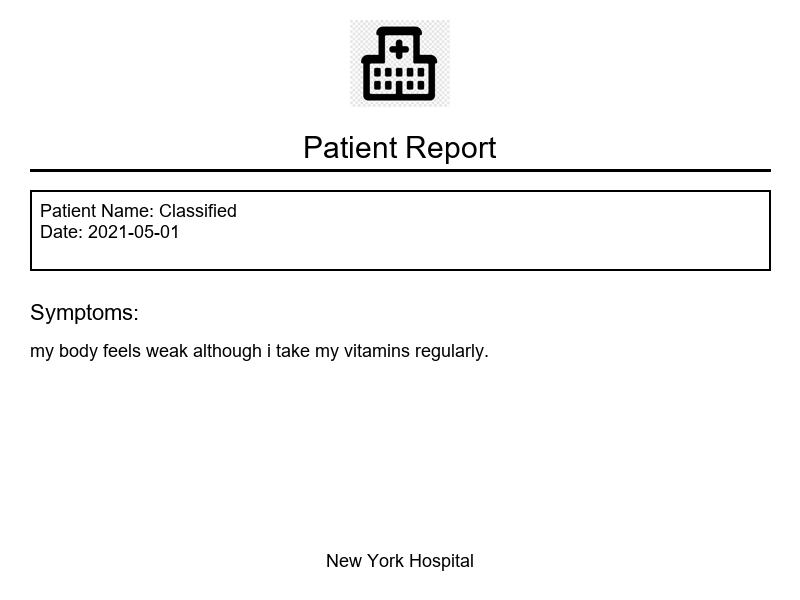 Patient Report
Patient Name: Classified
Date: 2021-05-01
Symptoms:
my body feels weak although i take my vitamins regularly.
New York Hospital